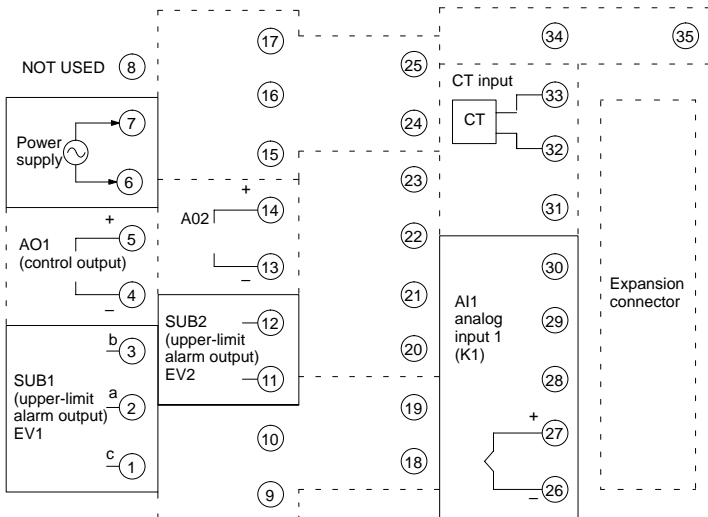 NOT USED 8
7
Power
supply
6
+
5
AO1
(control output)
4
–
b
3
SUB1
(upper-limit
alarm output)
EV1
a
2
c
1
17
16
15
+
14
A02
13
–
SUB2
(upper-limit
alarm output)
EV2
12
11
10
9
25
24
23
22
21
20
19
18
34
35
CT input
33
CT
32
31
30
AI1
analog
input 1
(K1)
29
28
+
27
–
26
Expansion
connector